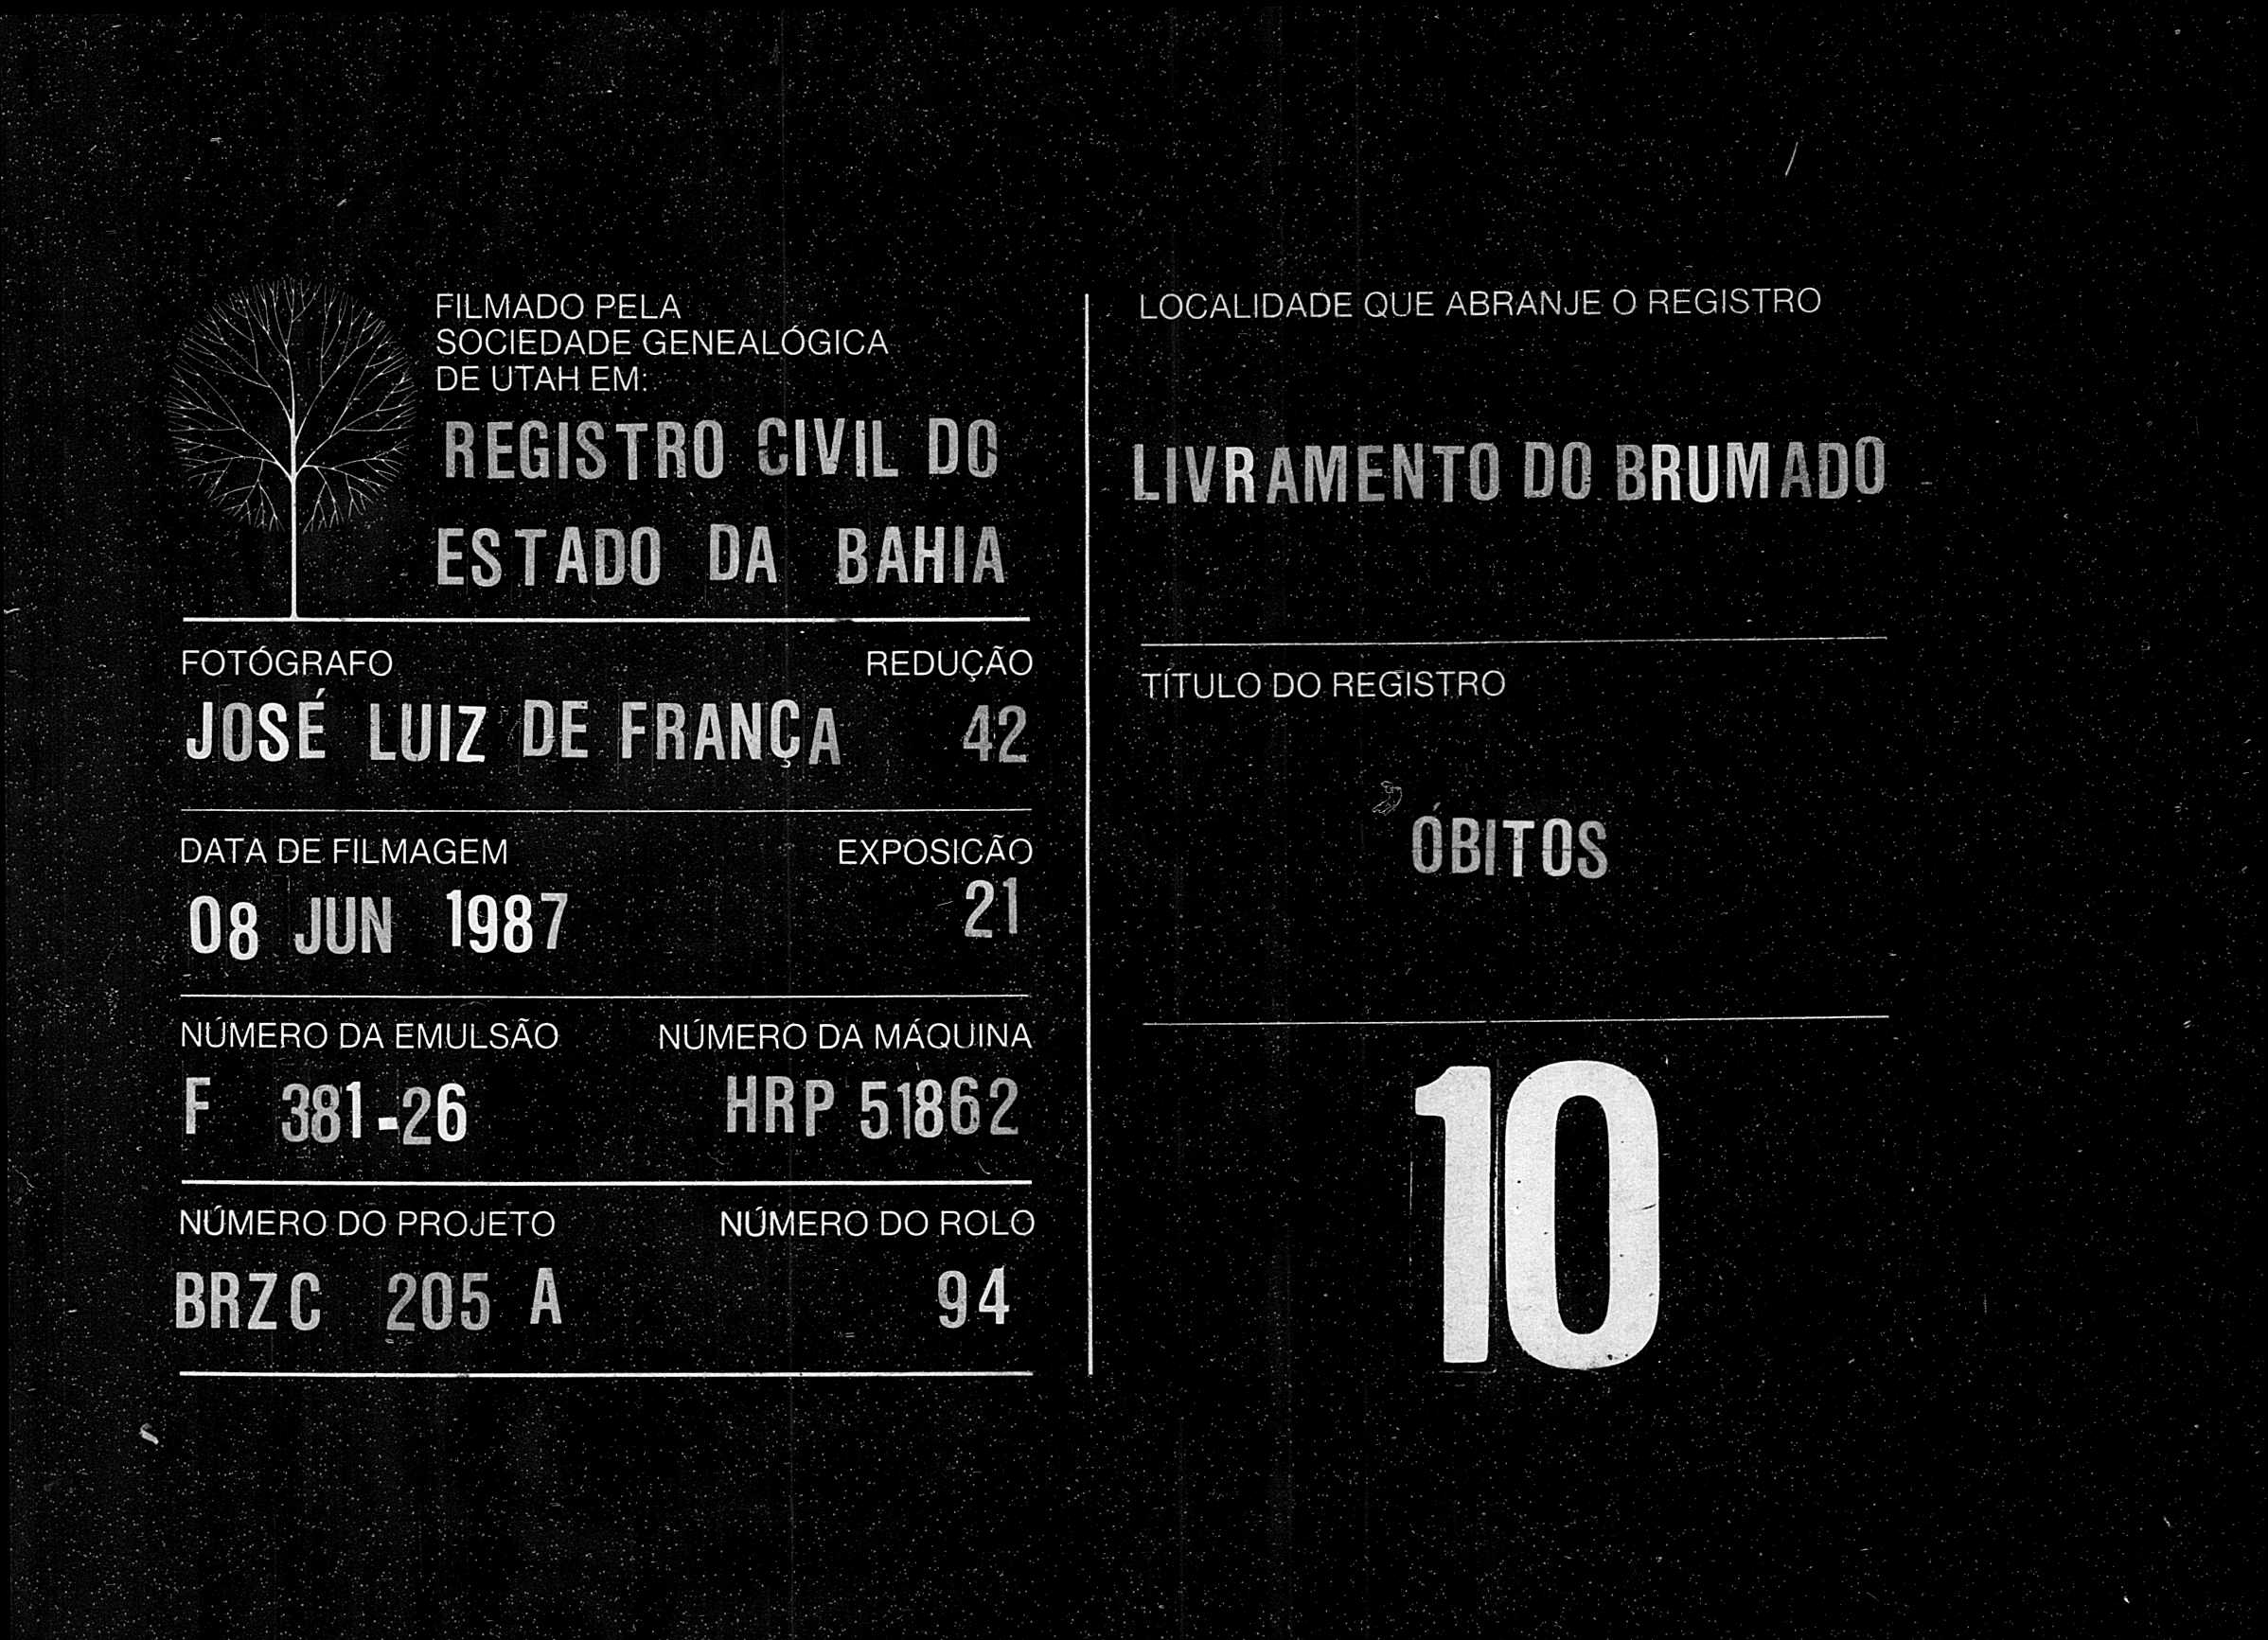 FILMADO PELA
SOCIEDADE GENEALÓGICA
DE UTAH EM:
REGISTRO CIVIL DO
ESTADO DA BAHIA
FOTÓGRAFO REDUÇÃO
JOSÉ LUIZ DE FRANÇA 42
DATA DE FILMAGEM EXPOSIÇÃO
08 JUN 1987 21
NÚMERO DA EMULSÃO NÚMERO DA MÁQUINA
F 381-26 HRP 51862
NÚMERO DO PROJETO NÚMERO DO ROLO
BRZC 205 A 94
LOCALIDADE QUE ABRANJE O REGISTRO
LIVRAMENTO DO BRUMADO
TÍTULO DO REGISTRO
ÓBITOS
10